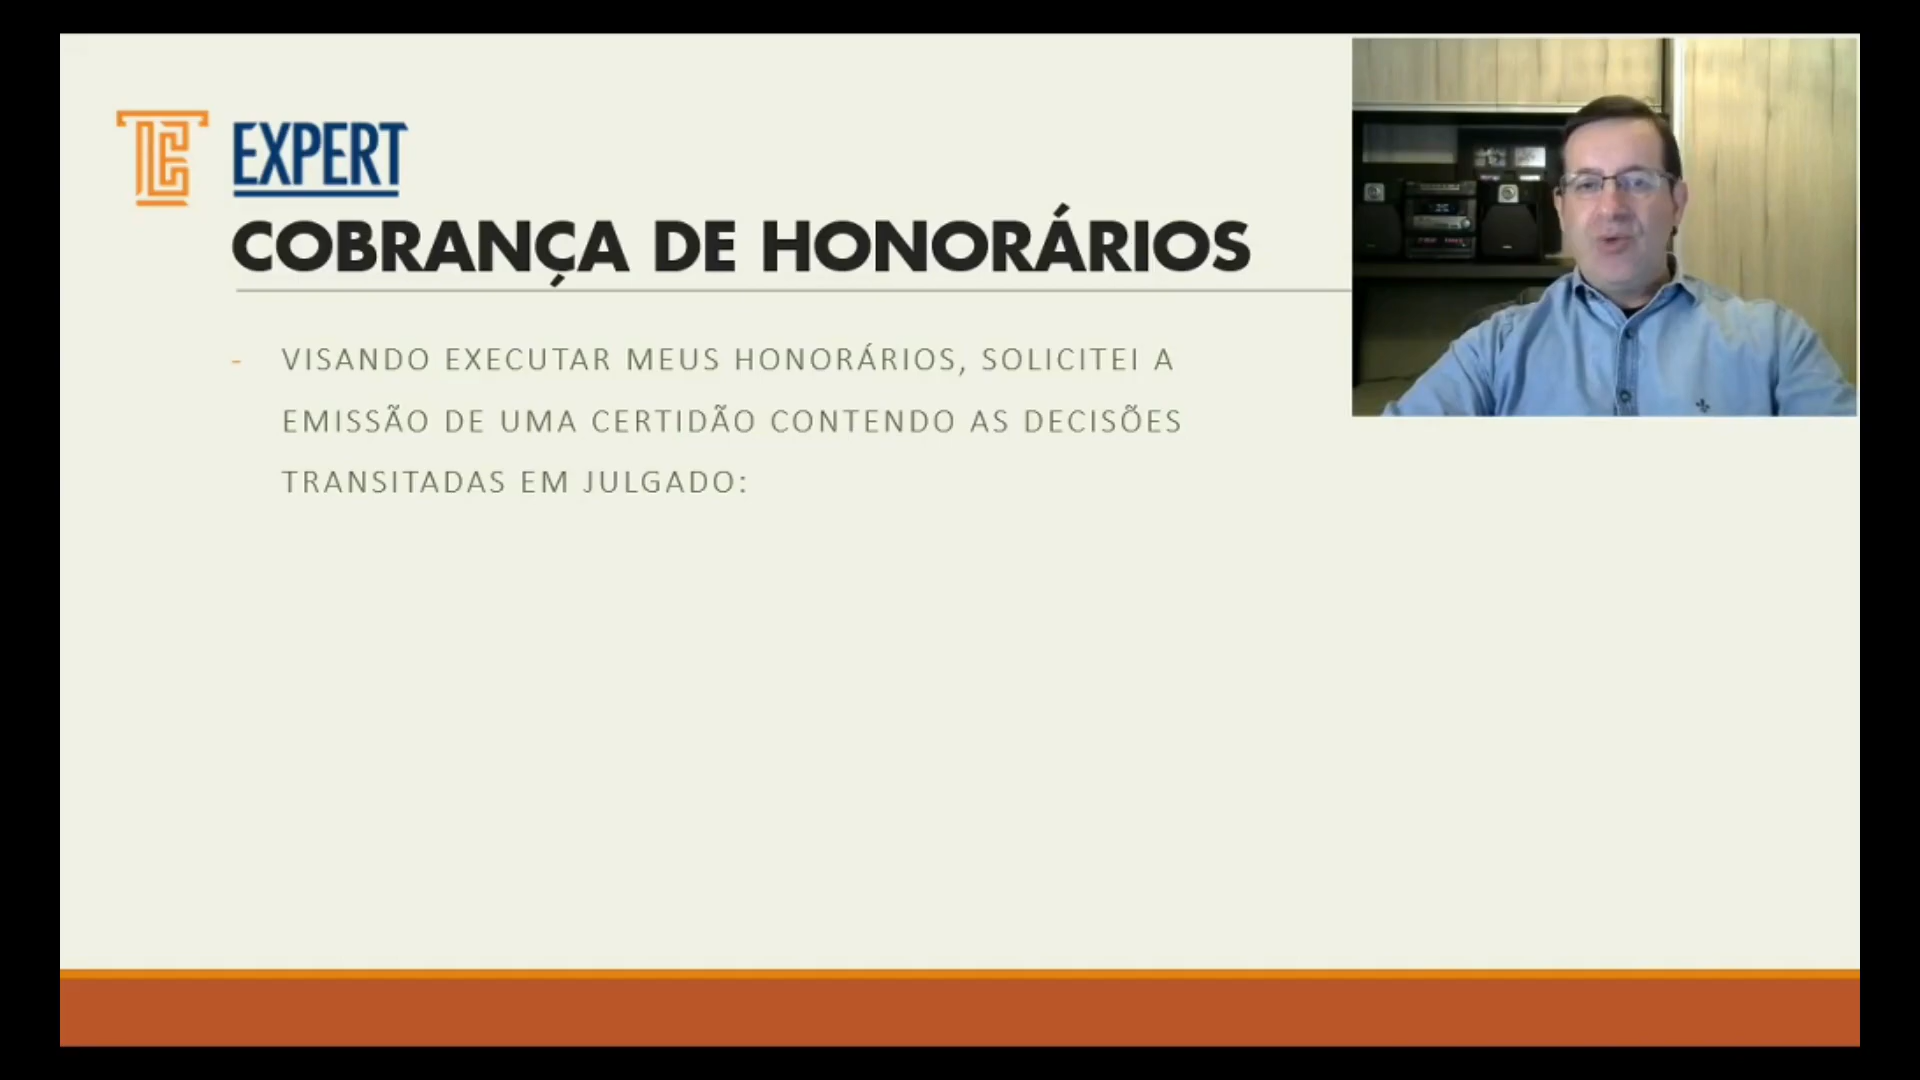 EXPERT
COBRANÇA DE HONORÁRIOS
- VISANDO EXECUTAR MEUS HONORÁRIOS, SOLICITEI A
EMISSÃO DE UMA CERTIDÃO CONTENDO AS DECISÕES
TRANSITADAS EM JULGADO: